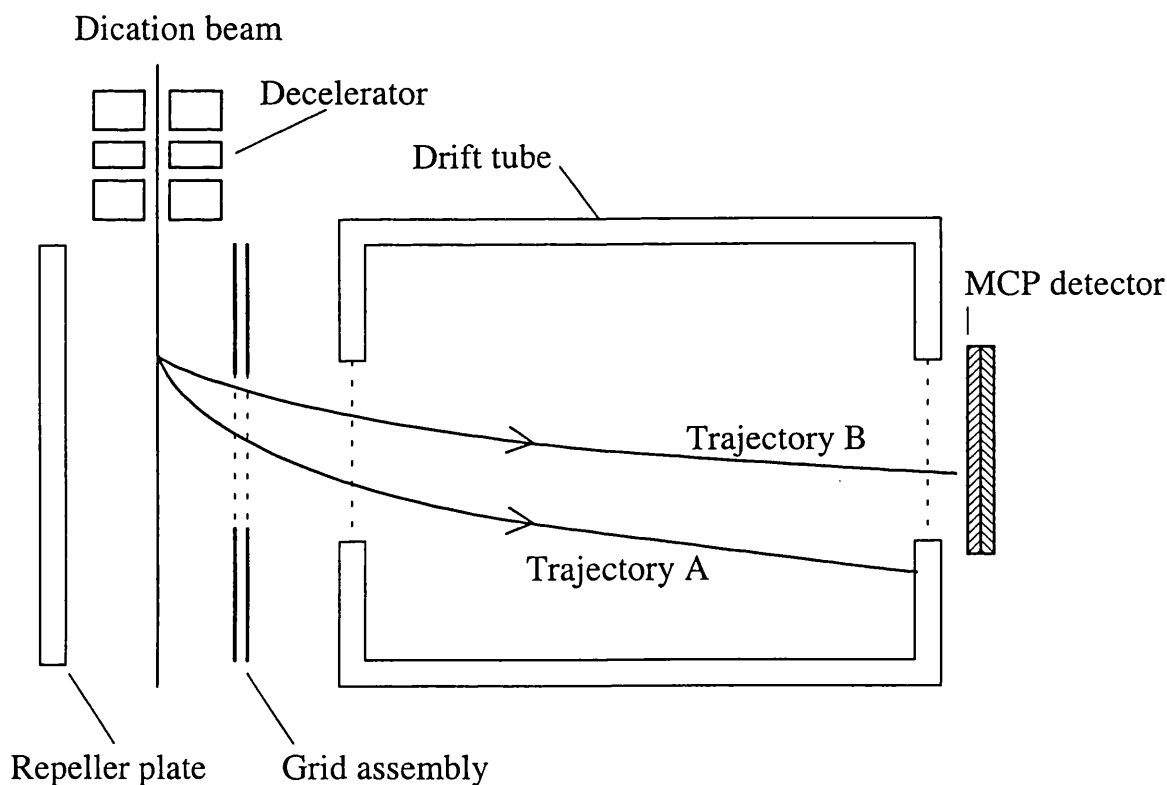 Dication beam
Decelerator
Drift tube
MCP detector
Trajectory B
Trajectory A
Repeller plate
Grid assembly